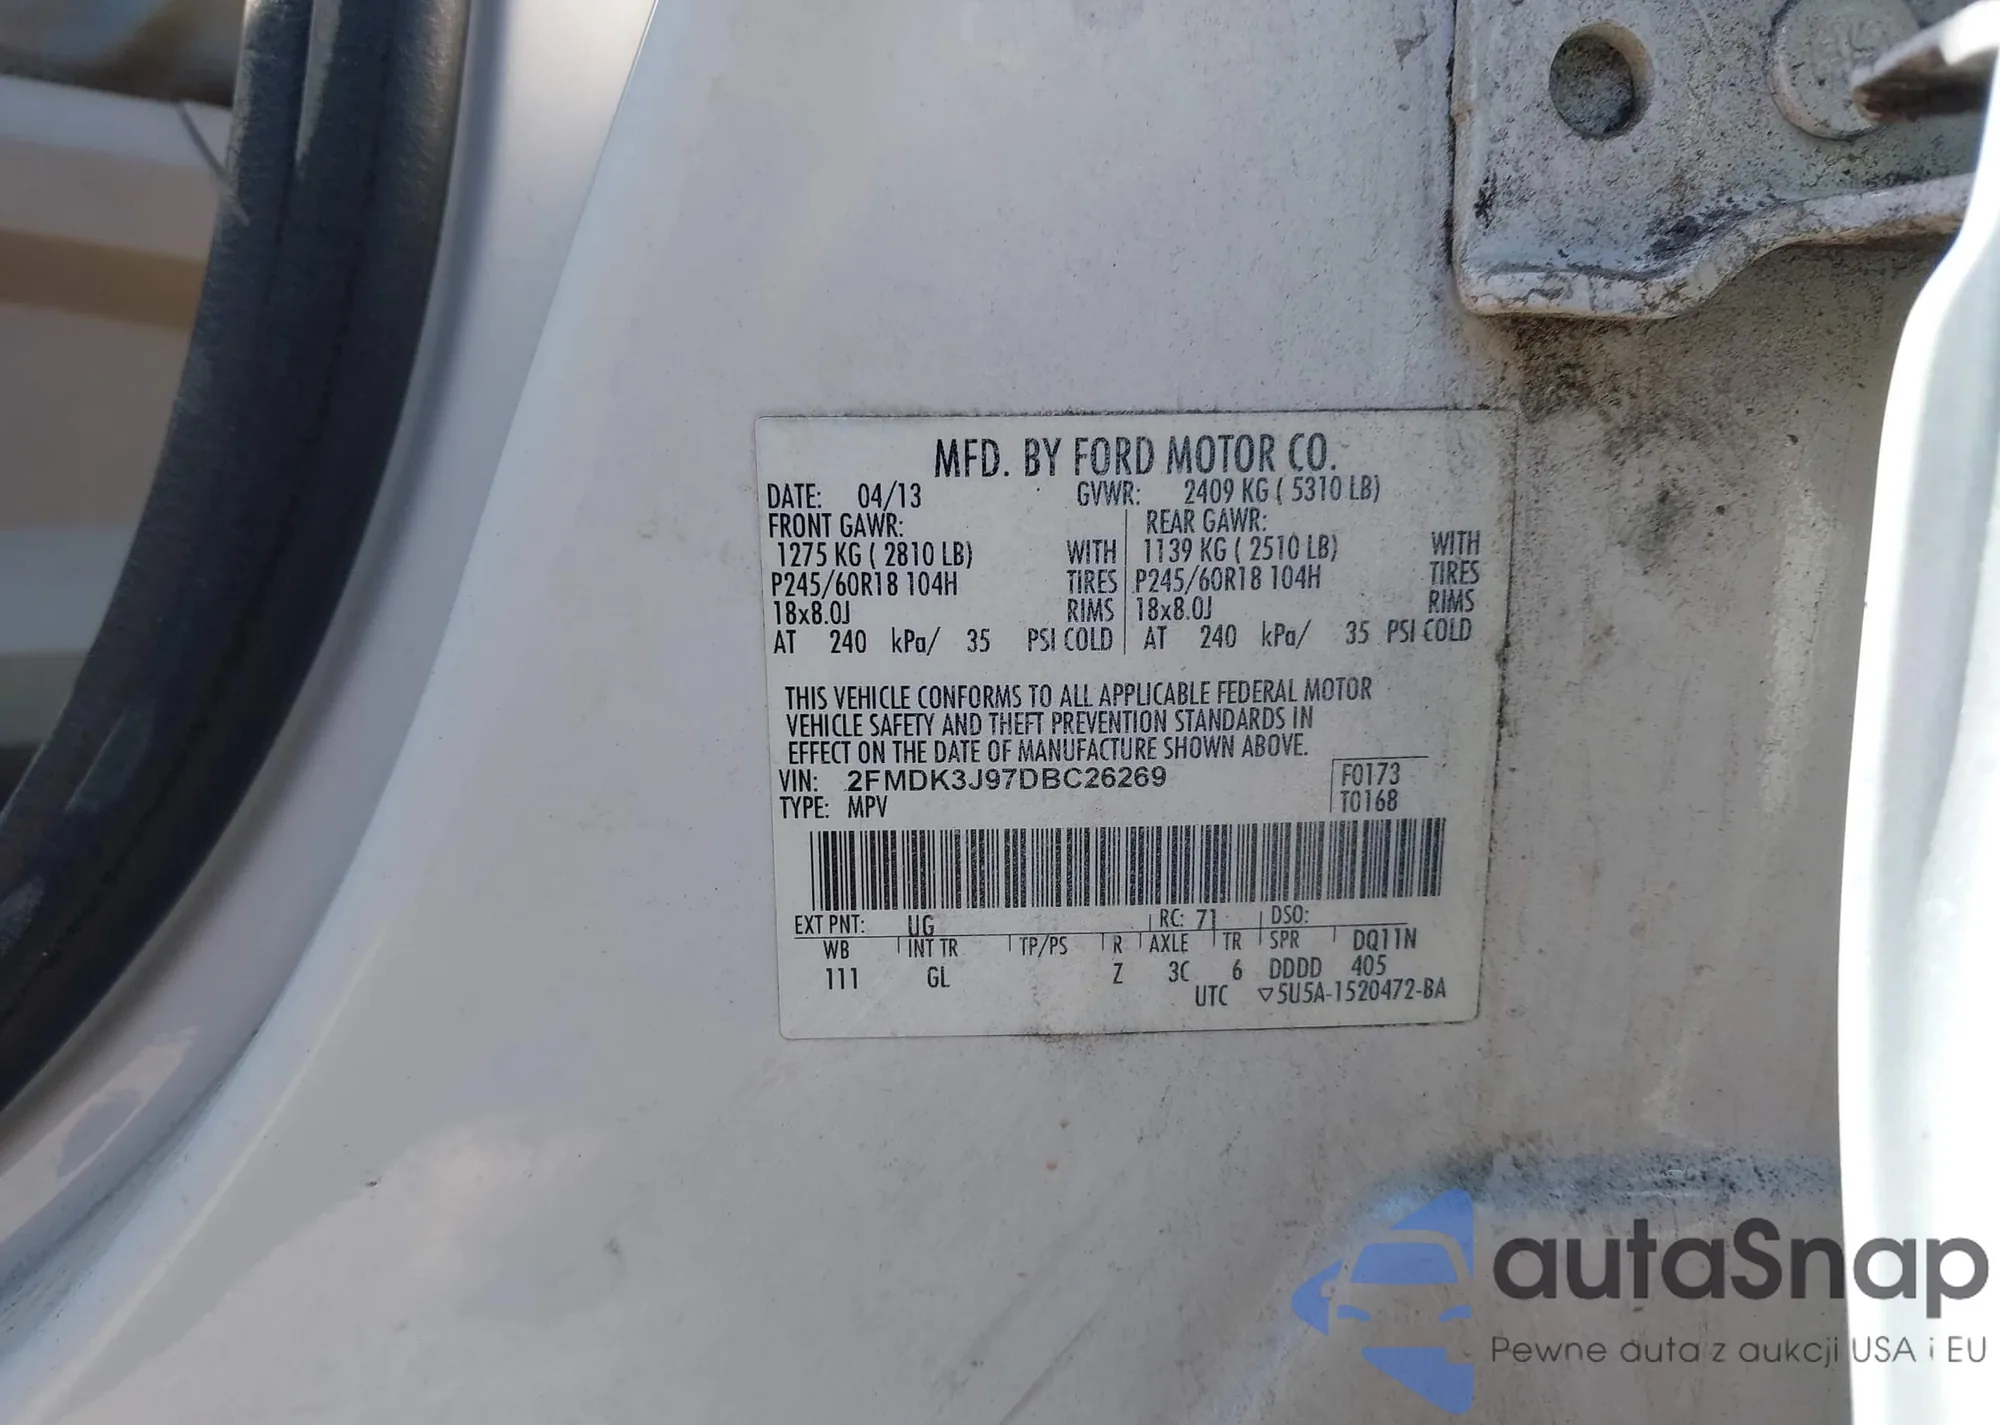 MFD. BY FORD MOTOR CO.
DATE: 04/13 GVWR: 2409 KG ( 5310 LB)
FRONT GAWR: REAR GAWR:
1275 KG ( 2810 LB) WITH 1139 KG ( 2510 LB) WITH
P245/60R18 104H TIRES P245/60R18 104H TIRES
18x8.0J RIMS 18x8.0J RIMS
AT 240 kPa/ 35 PSI COLD AT 240 kPa/ 35 PSI COLD
THIS VEHICLE CONFORMS TO ALL APPLICABLE FEDERAL MOTOR
VEHICLE SAFETY AND THEFT PREVENTION STANDARDS IN
EFFECT ON THE DATE OF MANUFACTURE SHOWN ABOVE.
VIN: 2FMDK3J97DBC26269 F0173
TYPE: MPV T0168
EXT PNT: UG RC: 71 DSO:
WB INT TR TP/PS R AXLE TR SPR DQ11N
111 GL Z 3C 6 DDDD 405
UTC ▽5U5A-1520472-BA
autaSnap
Pewne auta z aukcji USA i EU